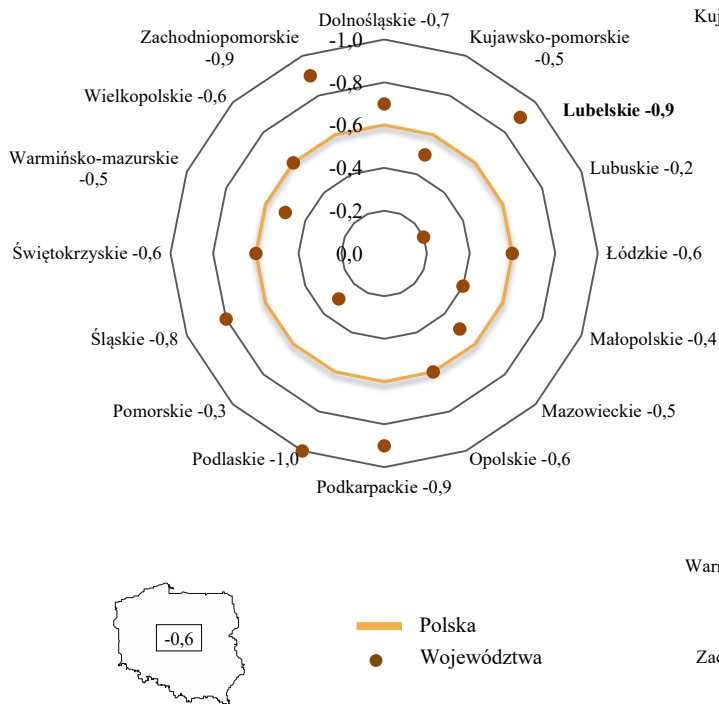 Dolnośląskie -0,7
Kuj
Zachodniopomorskie
-0,9
-1,0
Kujawsko-pomorskie
-0,5
Wielkopolskie -0,6
-0,8
Lubelskie -0,9
-0,6
Warmińsko-mazurskie
-0,5
-0,4
Lubuskie -0,2
-0,2
Świętokrzyskie -0,6
0,0
Łódzkie -0,6
Śląskie -0,8
Małopolskie -0,4
Pomorskie -0,3
Mazowieckie -0,5
Podlaskie -1,0
Opolskie -0,6
Podkarpackie -0,9
Warr
-0,6
Polska
Województwa
Zac